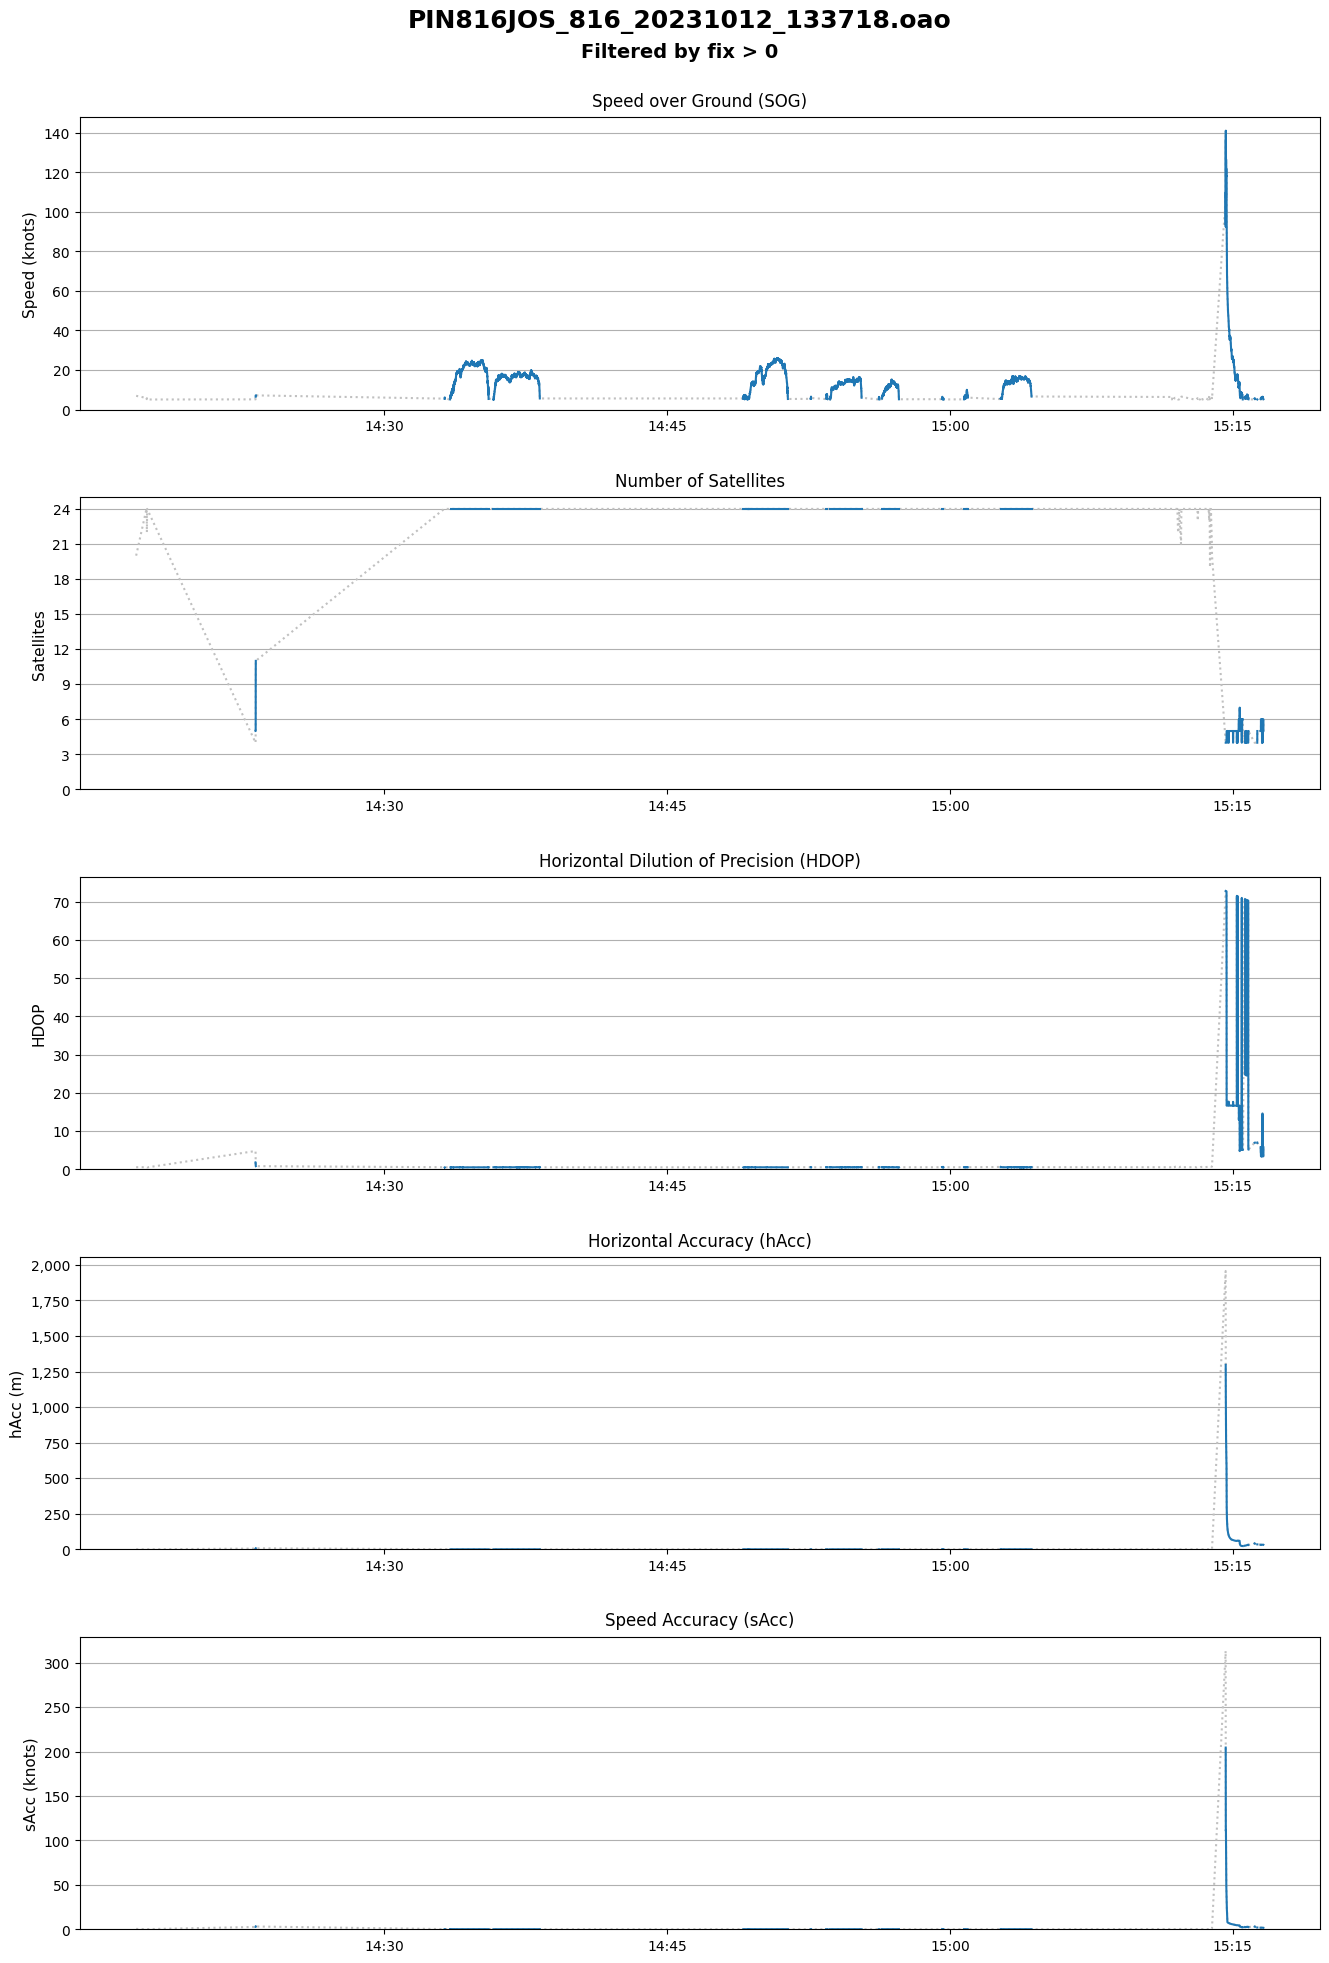 PIN816JOS_816_20231012_133718.oao
Filtered by fix > 0
Speed over Ground (SOG)
Speed (knots)
140
120
100
80
60
40
20
0
14:30 14:45 15:00 15:15
Number of Satellites
Satellites
24
21
18
15
12
9
6
3
0
14:30 14:45 15:00 15:15
Horizontal Dilution of Precision (HDOP)
HDOP
70
60
50
40
30
20
10
0
14:30 14:45 15:00 15:15
Horizontal Accuracy (hAcc)
hAcc (m)
2,000
1,750
1,500
1,250
1,000
750
500
250
0
14:30 14:45 15:00 15:15
Speed Accuracy (sAcc)
sAcc (knots)
300
250
200
150
100
50
0
14:30 14:45 15:00 15:15